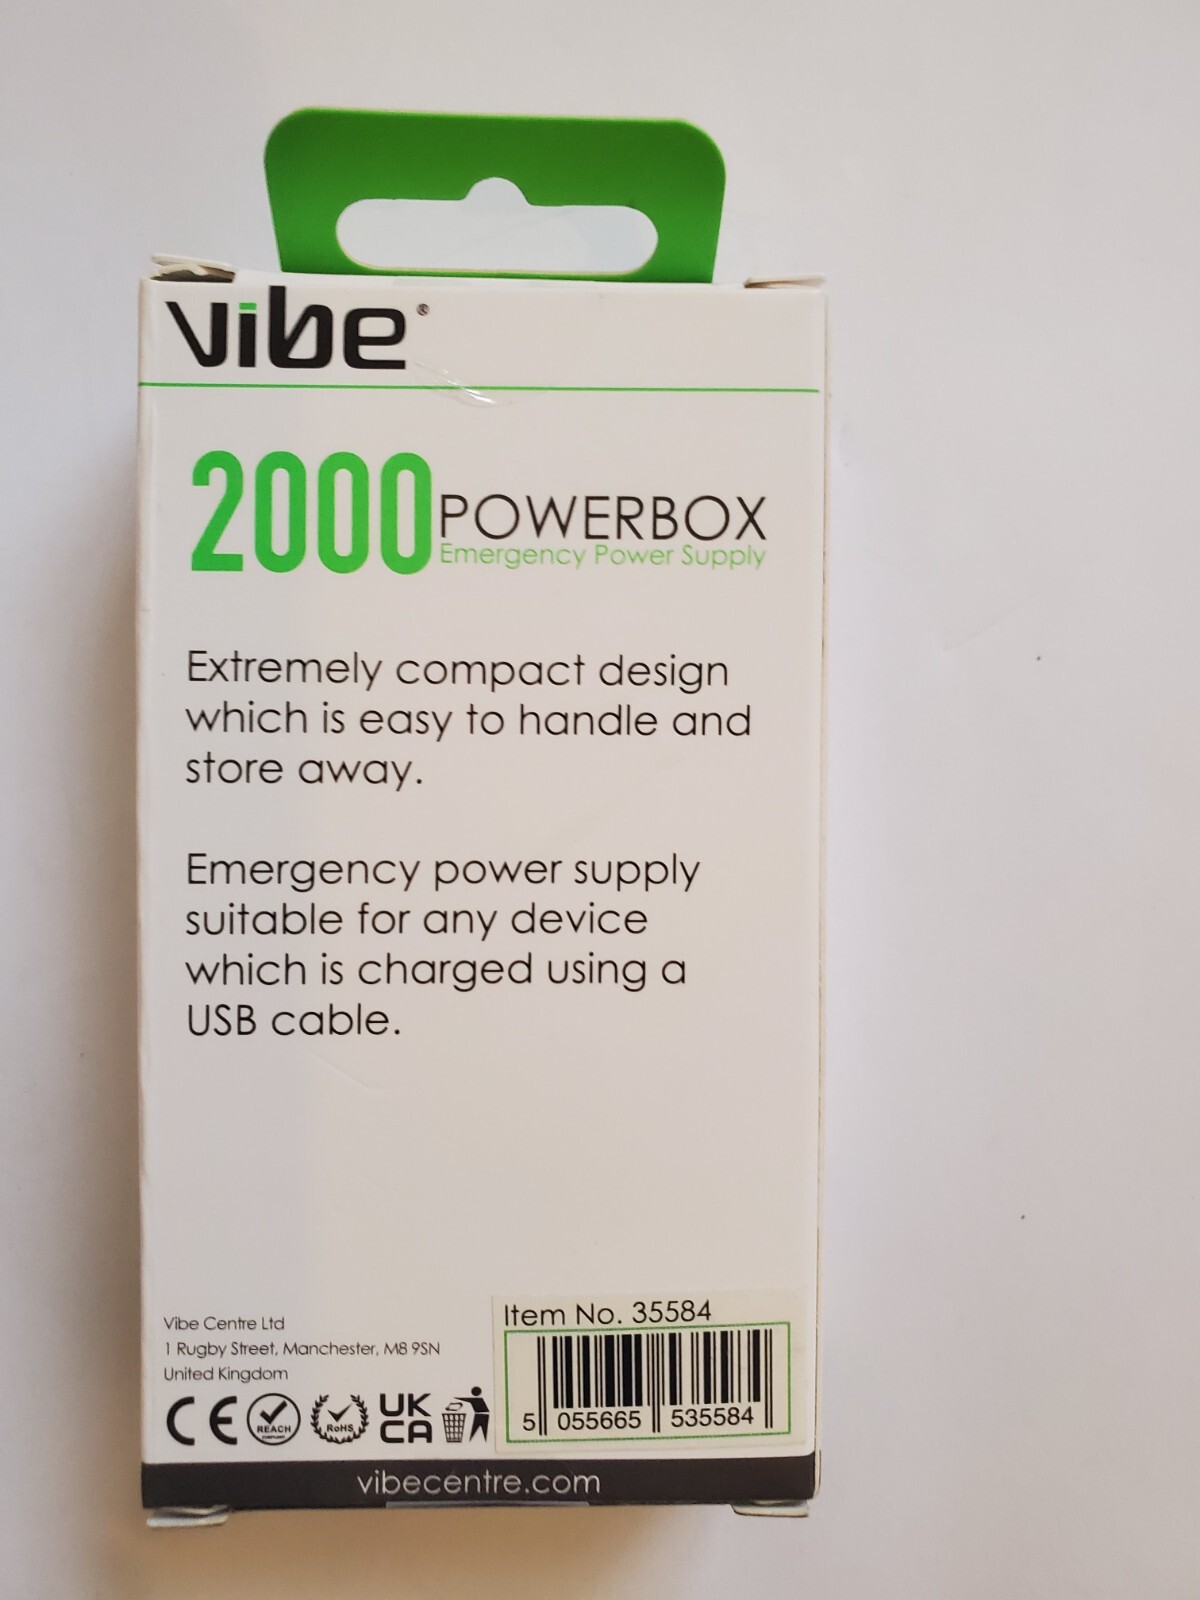 vibe®
2000 POWERBOX
Emergency Power Supply
Extremely compact design
which is easy to handle and
store away.
Emergency power supply
suitable for any device
which is charged using a
USB cable.
Vibe Centre Ltd
1 Rugby Street, Manchester, M8 9SN
United Kingdom
CE
REACH
RoHS
UK
CA
Item No. 35584
5 055665 535584
vibecentre.com